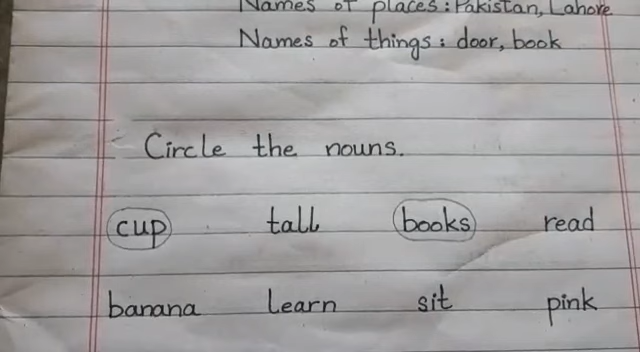 Names of places : Pakistan, Lahore
Names of things : door, book
Circle the nouns.
cup tall books read
banana learn sit pink